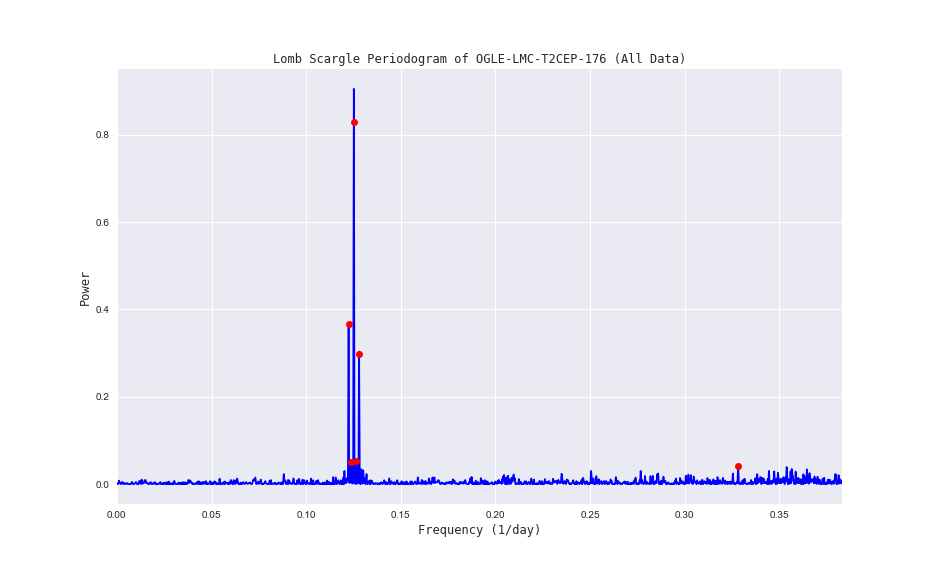 Lomb Scargle Periodogram of OGLE-LMC-T2CEP-176 (All Data)
Power
0.8
0.6
0.4
0.2
0.0
0.00 0.05 0.10 0.15 0.20 0.25 0.30 0.35
Frequency (1/day)